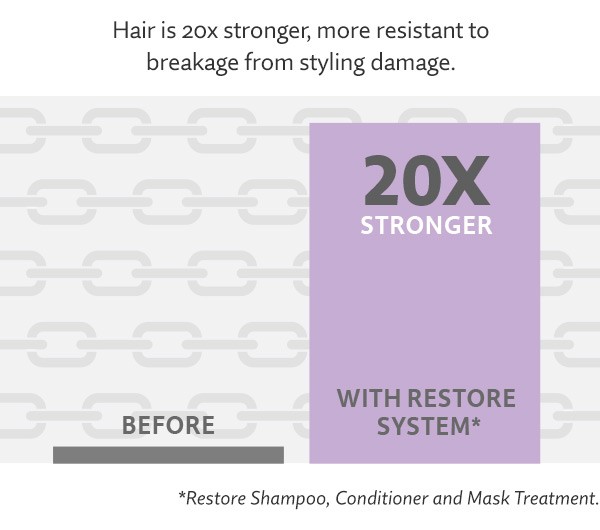 Hair is 20x stronger, more resistant to
breakage from styling damage.
20X
STRONGER
WITH RESTORE
SYSTEM*
BEFORE
*Restore Shampoo, Conditioner and Mask Treatment.